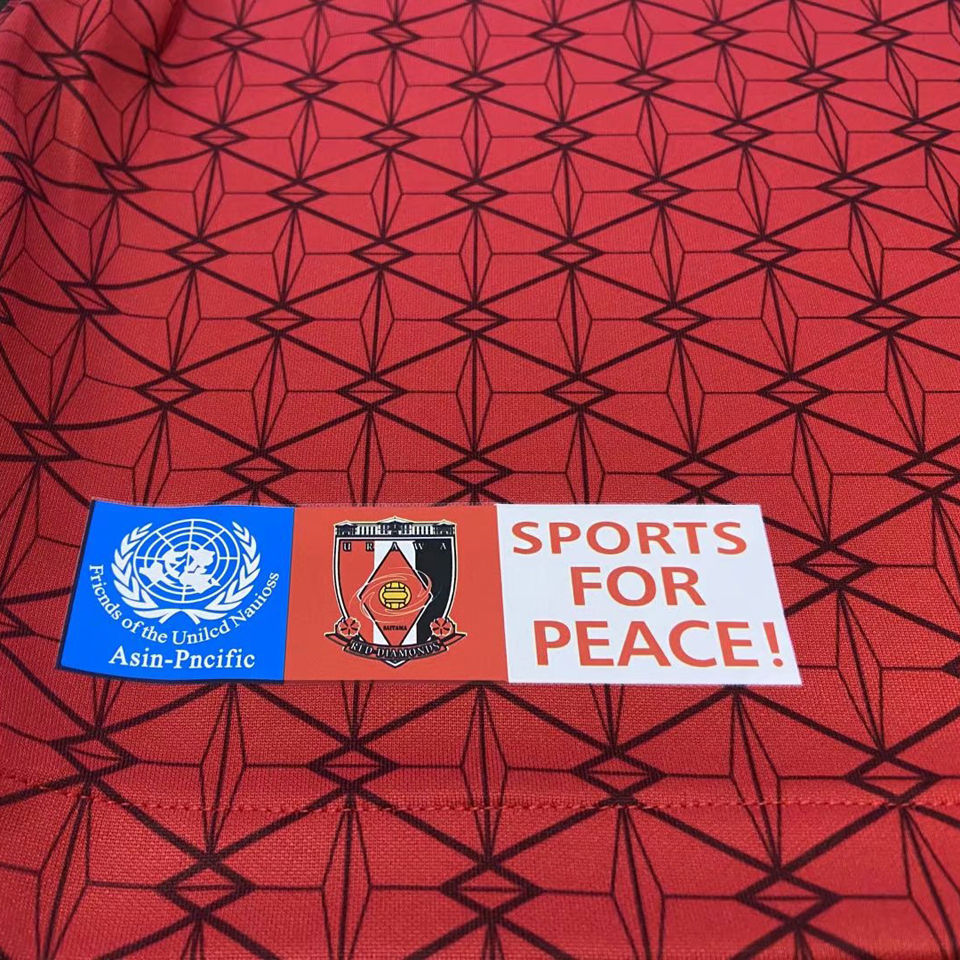 Friends of the Unilcd Nauioss
Asin-Pncific
URAWA
SAITAMA
RED DIAMONDS
SPORTS
FOR
PEACE!